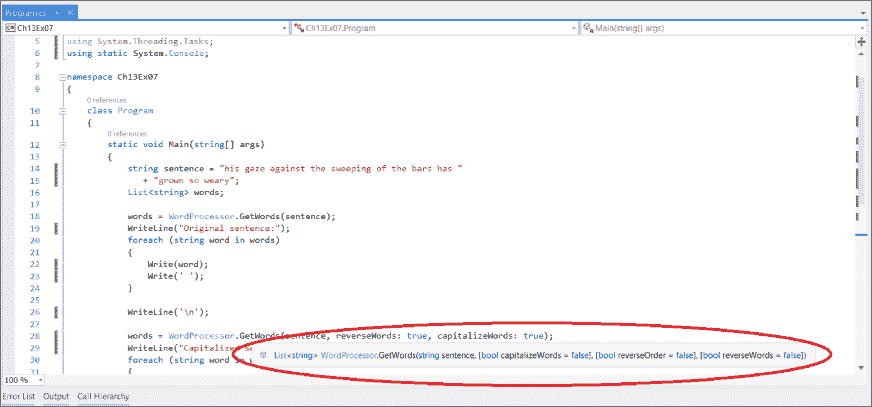 Program.cs
Ch13Ex07 Ch13Ex07.Program Main(string[] args)
5 using System.Threading.Tasks;
6 using static System.Console;
7
8 namespace Ch13Ex07
9 {
0 references
10 class Program
11 {
0 references
12 static void Main(string[] args)
13 {
14 string sentence = "his gaze against the sweeping of the bars has "
15 + "grown so weary";
16 List<string> words;
17
18 words = WordProcessor.GetWords(sentence);
19 WriteLine("Original sentence:");
20 foreach (string word in words)
21 {
22 Write(word);
23 Write(' ');
24 }
25
26 WriteLine('\n');
27
28 words = WordProcessor.GetWords(sentence, reverseWords: true, capitalizeWords: true);
29 WriteLine("Capitalized se
List<string> WordProcessor.GetWords(string sentence, [bool capitalizeWords = false], [bool reverseOrder = false], [bool reverseWords = false])
30 foreach (string word in
31 {
100 %
Error List Output Call Hierarchy